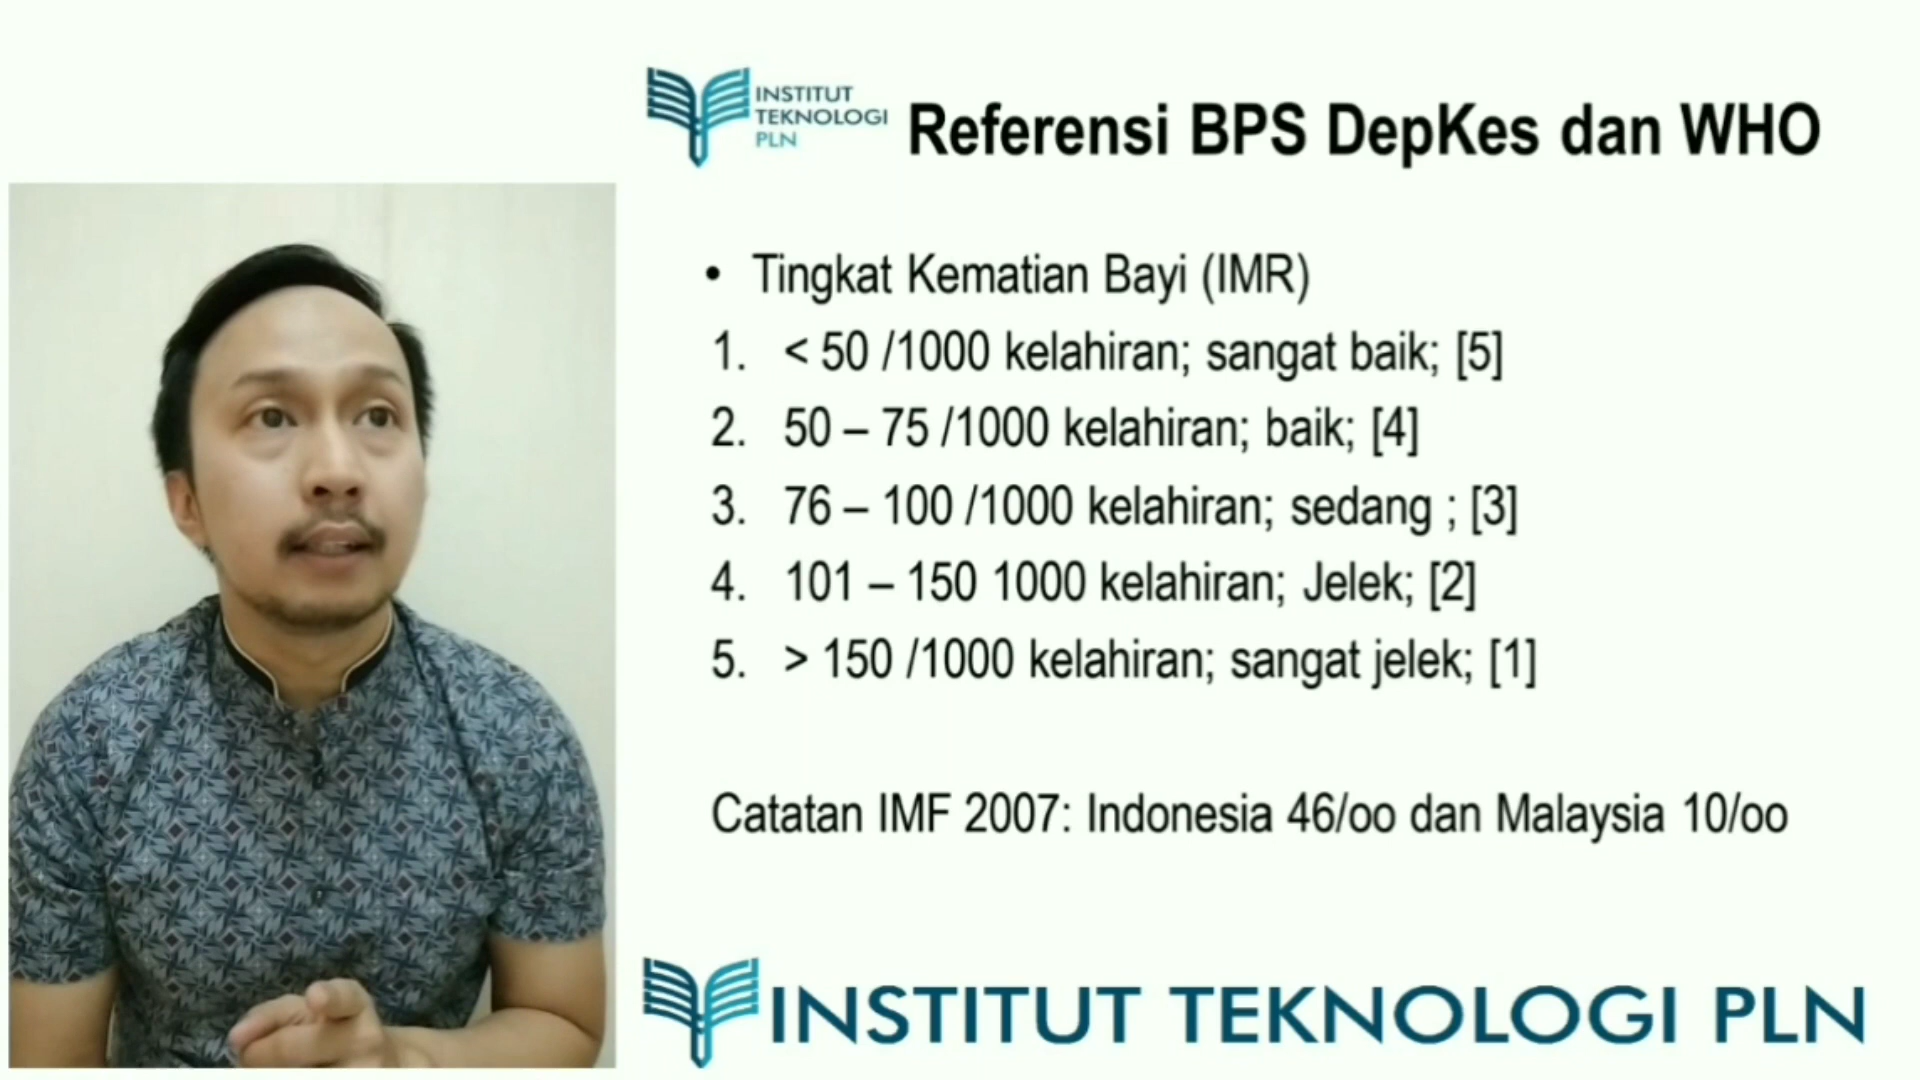 INSTITUT
TEKNOLOGI
PLN
Referensi BPS DepKes dan WHO
• Tingkat Kematian Bayi (IMR)
1. < 50 /1000 kelahiran; sangat baik; [5]
2. 50 – 75 /1000 kelahiran; baik; [4]
3. 76 – 100 /1000 kelahiran; sedang ; [3]
4. 101 – 150 1000 kelahiran; Jelek; [2]
5. > 150 /1000 kelahiran; sangat jelek; [1]
Catatan IMF 2007: Indonesia 46/oo dan Malaysia 10/oo
INSTITUT TEKNOLOGI PLN